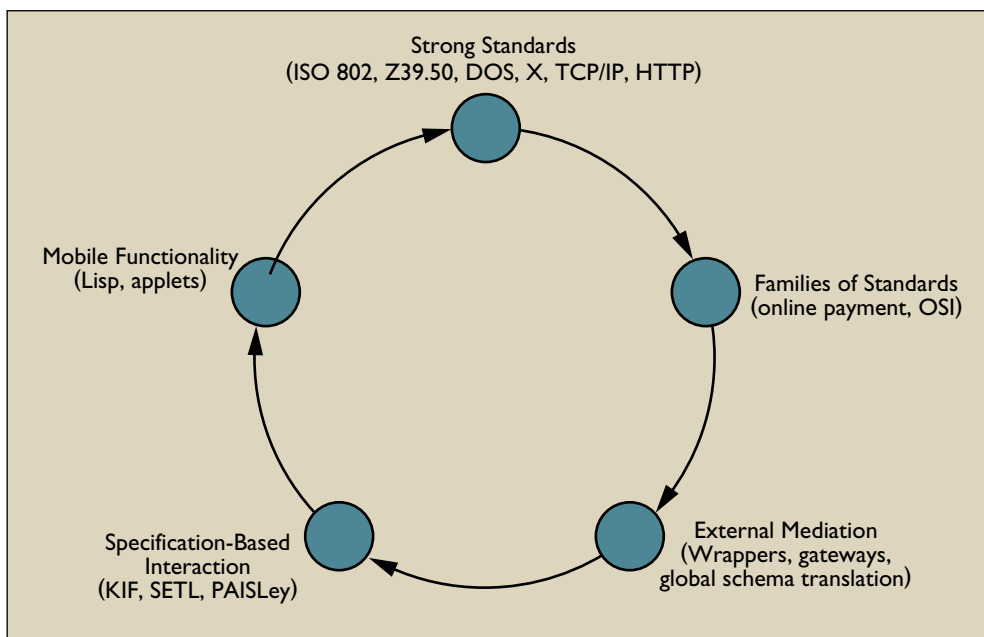 Strong Standards
(ISO 802, Z39.50, DOS, X, TCP/IP, HTTP)
Mobile Functionality
(Lisp, applets)
Families of Standards
(online payment, OSI)
Specification-Based
Interaction
(KIF, SETL, PAISLey)
External Mediation
(Wrappers, gateways,
global schema translation)